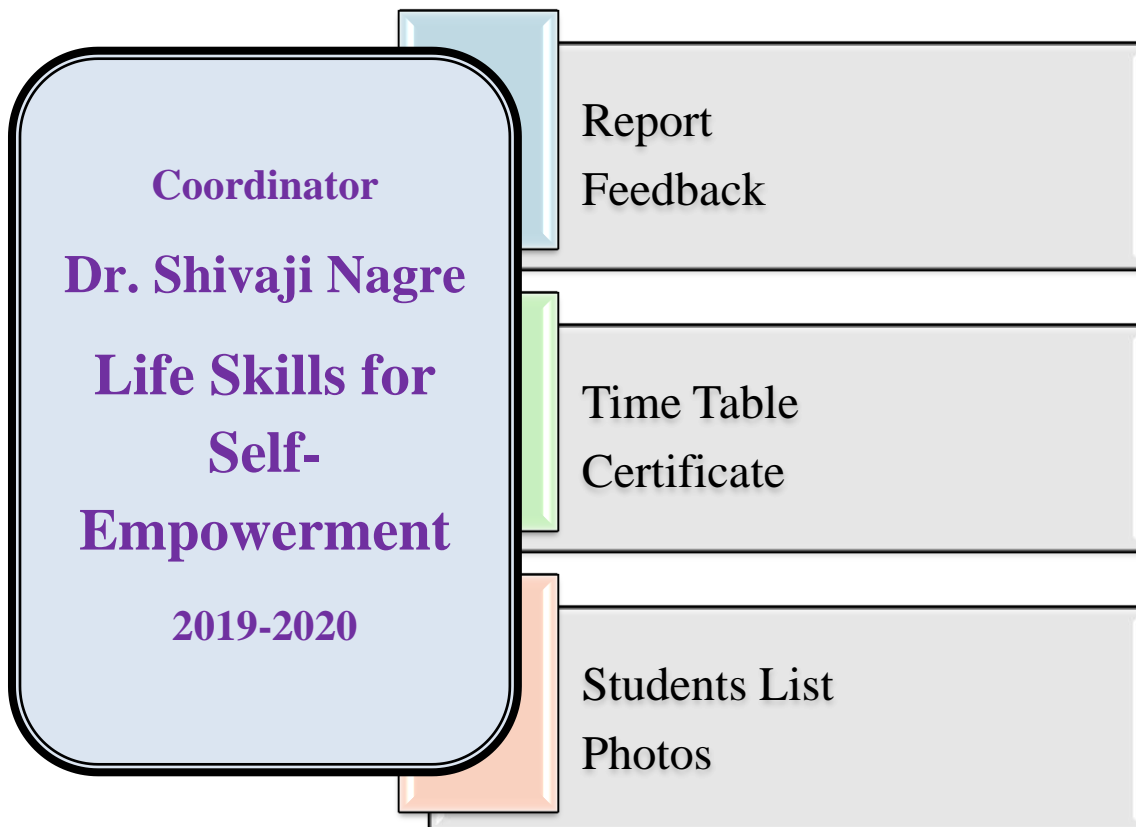 Coordinator
Dr. Shivaji Nagre
Life Skills for
Self-
Empowerment
2019-2020
Report
Feedback
Time Table
Certificate
Students List
Photos